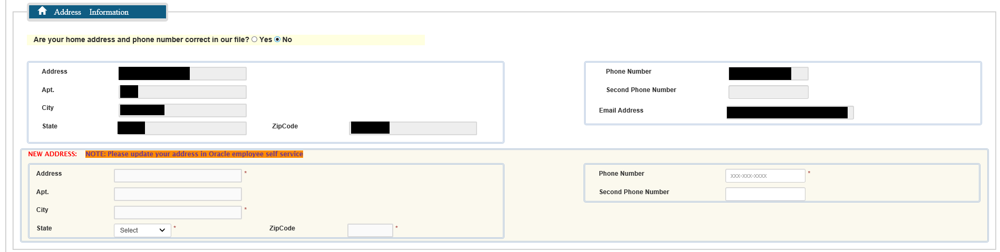 Address Information
Are your home address and phone number correct in our file? Yes No
Address
Apt.
City
State
ZipCode
Phone Number
Second Phone Number
Email Address
NEW ADDRESS: NOTE: Please update your address in Oracle employee self service
Address *
Apt.
City *
State Select *
ZipCode *
Phone Number xxx-xxx-xxxx *
Second Phone Number